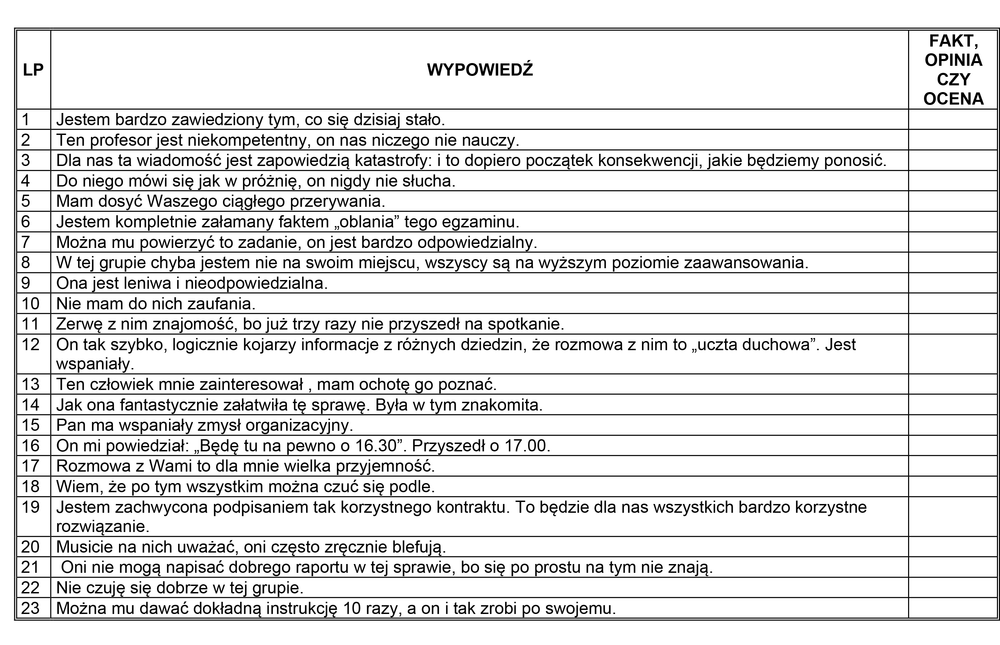 LP
WYPOWIEDŹ
FAKT,
OPINIA
CZY
OCENA
1 Jestem bardzo zawiedziony tym, co się dzisiaj stało.
2 Ten profesor jest niekompetentny, on nas niczego nie nauczy.
3 Dla nas ta wiadomość jest zapowiedzią katastrofy: i to dopiero początek konsekwencji, jakie będziemy ponosić.
4 Do niego mówi się jak w próżnię, on nigdy nie słucha.
5 Mam dosyć Waszego ciągłego przerywania.
6 Jestem kompletnie załamany faktem „oblania” tego egzaminu.
7 Można mu powierzyć to zadanie, on jest bardzo odpowiedzialny.
8 W tej grupie chyba jestem nie na swoim miejscu, wszyscy są na wyższym poziomie zaawansowania.
9 Ona jest leniwa i nieodpowiedzialna.
10 Nie mam do nich zaufania.
11 Zerwę z nim znajomość, bo już trzy razy nie przyszedł na spotkanie.
12 On tak szybko, logicznie kojarzy informacje z różnych dziedzin, że rozmowa z nim to „uczta duchowa”. Jest
wspaniały.
13 Ten człowiek mnie zainteresował , mam ochotę go poznać.
14 Jak ona fantastycznie załatwiła tę sprawę. Była w tym znakomita.
15 Pan ma wspaniały zmysł organizacyjny.
16 On mi powiedział: „Będę tu na pewno o 16.30”. Przyszedł o 17.00.
17 Rozmowa z Wami to dla mnie wielka przyjemność.
18 Wiem, że po tym wszystkim można czuć się podle.
19 Jestem zachwycona podpisaniem tak korzystnego kontraktu. To będzie dla nas wszystkich bardzo korzystne
rozwiązanie.
20 Musicie na nich uważać, oni często zręcznie blefują.
21 Oni nie mogą napisać dobrego raportu w tej sprawie, bo się po prostu na tym nie znają.
22 Nie czuję się dobrze w tej grupie.
23 Można mu dawać dokładną instrukcję 10 razy, a on i tak zrobi po swojemu.